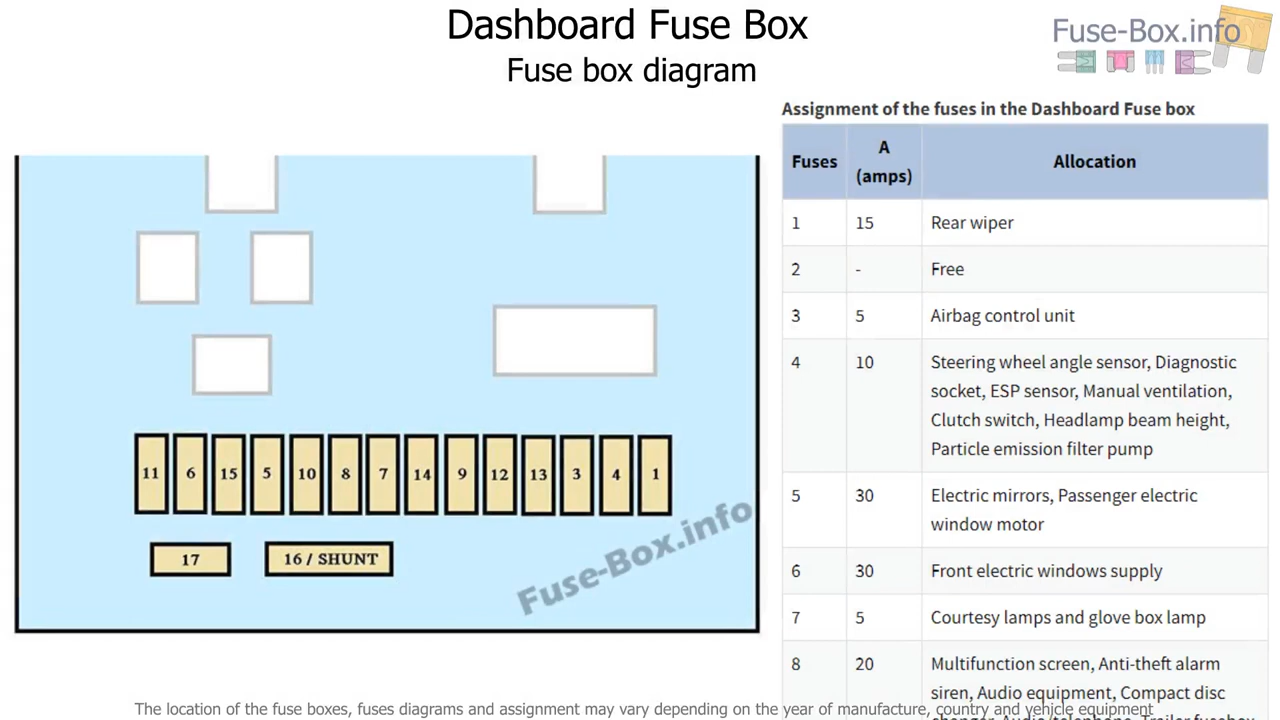 Dashboard Fuse Box
Fuse box diagram
Fuse-Box.info
Assignment of the fuses in the Dashboard Fuse box
Fuses
A
(amps)
Allocation
1 15 Rear wiper
2 - Free
3 5 Airbag control unit
4 10 Steering wheel angle sensor, Diagnostic
socket, ESP sensor, Manual ventilation,
Clutch switch, Headlamp beam height,
Particle emission filter pump
5 30 Electric mirrors, Passenger electric
window motor
6 30 Front electric windows supply
7 5 Courtesy lamps and glove box lamp
8 20 Multifunction screen, Anti-theft alarm
siren, Audio equipment, Compact disc
11 6 15 5 10 8 7 14 9 12 13 3 4 1
17 16 / SHUNT
Fuse-Box.info
The location of the fuse boxes, fuses diagrams and assignment may vary depending on the year of manufacture, country and vehicle equipment